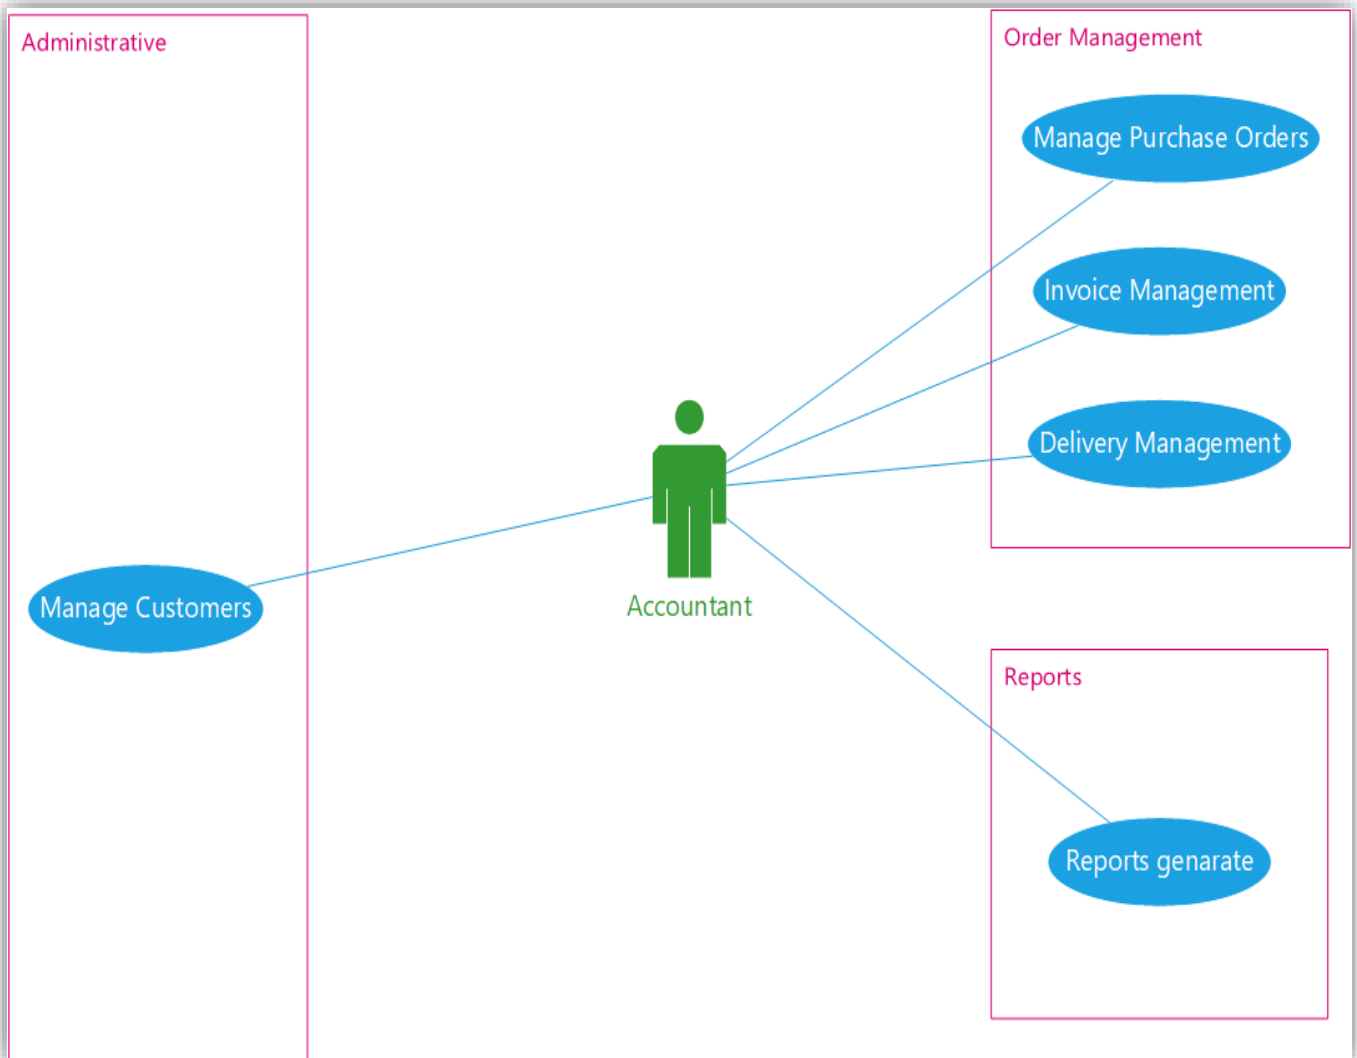 Administrative
Order Management
Manage Purchase Orders
Invoice Management
Delivery Management
Accountant
Manage Customers
Reports
Reports genarate